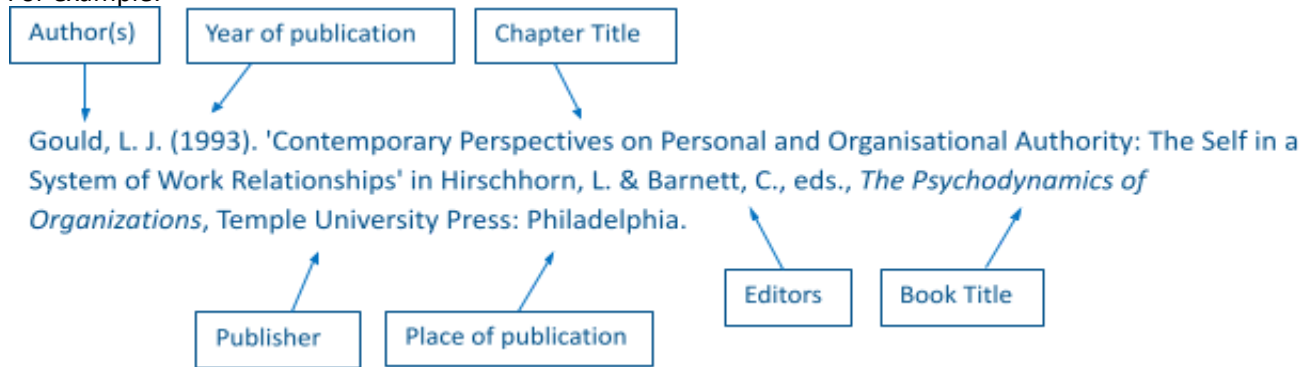 For example:
Author(s) Year of publication Chapter Title
Gould, L. J. (1993). 'Contemporary Perspectives on Personal and Organisational Authority: The Self in a
System of Work Relationships' in Hirschhorn, L. & Barnett, C., eds., The Psychodynamics of
Organizations, Temple University Press: Philadelphia.
Editors Book Title
Publisher Place of publication